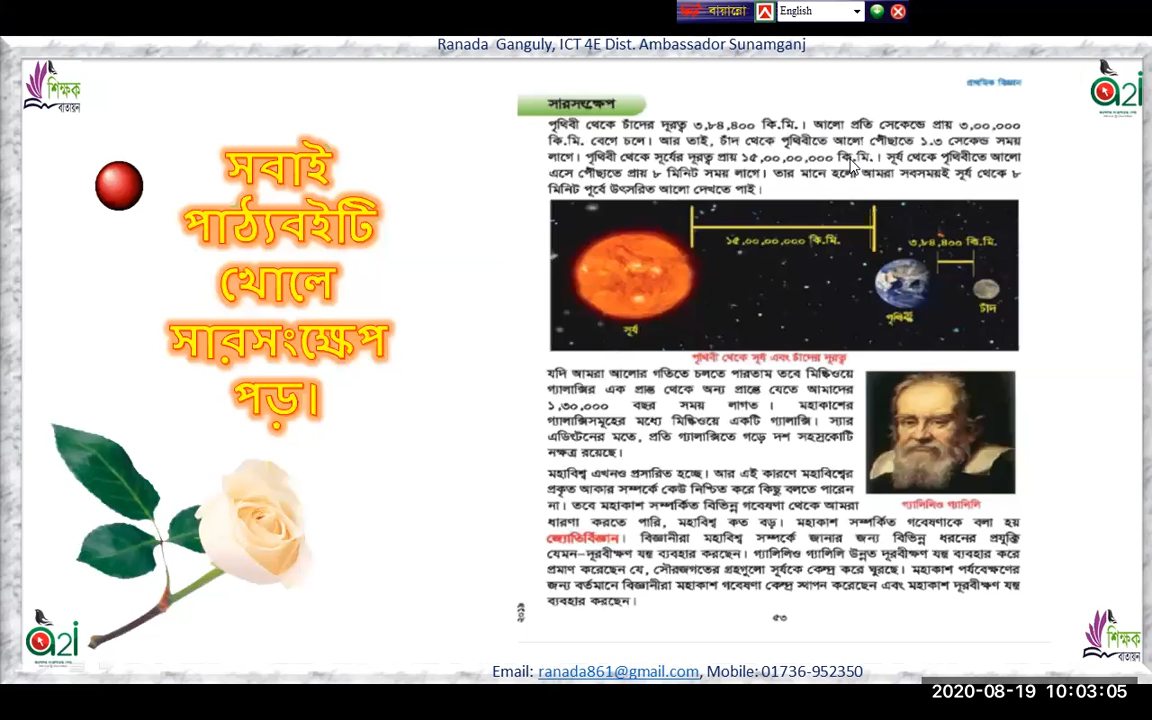 বায়ান্নো
English
Ranada Ganguly, ICT 4E Dist. Ambassador Sunamganj
শিক্ষক
বাতায়ন
a2i
সবাই
পাঠ্যবইটি
খোলে
সারসংক্ষেপ
পড়।
প্রাথমিক বিজ্ঞান
সারসংক্ষেপ
পৃথিবী থেকে চাঁদের দূরত্ব ৩,৮৪,৪০০ কি.মি.। আলো প্রতি সেকেন্ডে প্রায় ৩,০০,০০০
কি.মি. বেগে চলে। আর তাই, চাঁদ থেকে পৃথিবীতে আলো পৌঁছাতে ১.৩ সেকেন্ড সময়
লাগে। পৃথিবী থেকে সূর্যের দূরত্ব প্রায় ১৫,০০,০০,০০০ কি.মি.। সূর্য থেকে পৃথিবীতে আলো
এসে পৌঁছাতে প্রায় ৮ মিনিট সময় লাগে। তার মানে হলো আমরা সবসময়ই সূর্য থেকে ৮
মিনিট পূর্বে উৎসরিত আলো দেখতে পাই।
১৫,০০,০০,০০০ কি.মি.
৩,৮৪,৪০০ কি.মি.
সূর্য
পৃথিবী
চাঁদ
পৃথিবী থেকে সূর্য এবং চাঁদের দূরত্ব
যদি আমরা আলোর গতিতে চলতে পারতাম তবে মিল্কিওয়ে
গ্যালাক্সির এক প্রান্ত থেকে অন্য প্রান্তে যেতে আমাদের
১,৩০,০০০ বছর সময় লাগত। মহাকাশের
গ্যালাক্সিসমূহের মধ্যে মিল্কিওয়ে একটি গ্যালাক্সি। স্যার
এডিংটনের মতে, প্রতি গ্যালাক্সিতে গড়ে দশ সহস্রকোটি
নক্ষত্র রয়েছে।
মহাবিশ্ব এখনও প্রসারিত হচ্ছে। আর এই কারণে মহাবিশ্বের
প্রকৃত আকার সম্পর্কে কেউ নিশ্চিত করে কিছু বলতে পারেন
না। তবে মহাকাশ সম্পর্কিত বিভিন্ন গবেষণা থেকে আমরা
গ্যালিলিও গ্যালিলি
ধারণা করতে পারি, মহাবিশ্ব কত বড়। মহাকাশ সম্পর্কিত গবেষণাকে বলা হয়
জ্যোতির্বিজ্ঞান। বিজ্ঞানীরা মহাবিশ্ব সম্পর্কে জানার জন্য বিভিন্ন ধরনের প্রযুক্তি
যেমন-দূরবীক্ষণ যন্ত্র ব্যবহার করছেন। গ্যালিলিও গ্যালিলি উন্নত দূরবীক্ষণ যন্ত্র ব্যবহার করে
প্রমাণ করেছেন যে, সৌরজগতের গ্রহগুলো সূর্যকে কেন্দ্র করে ঘুরছে। মহাকাশ পর্যবেক্ষণের
জন্য বর্তমানে বিজ্ঞানীরা মহাকাশ গবেষণা কেন্দ্র স্থাপন করেছেন এবং মহাকাশ দূরবীক্ষণ যন্ত্র
ব্যবহার করছেন।
৫৩
a2i
শিক্ষক
বাতায়ন
Email: ranada861@gmail.com, Mobile: 01736-952350
2020-08-19 10:03:05